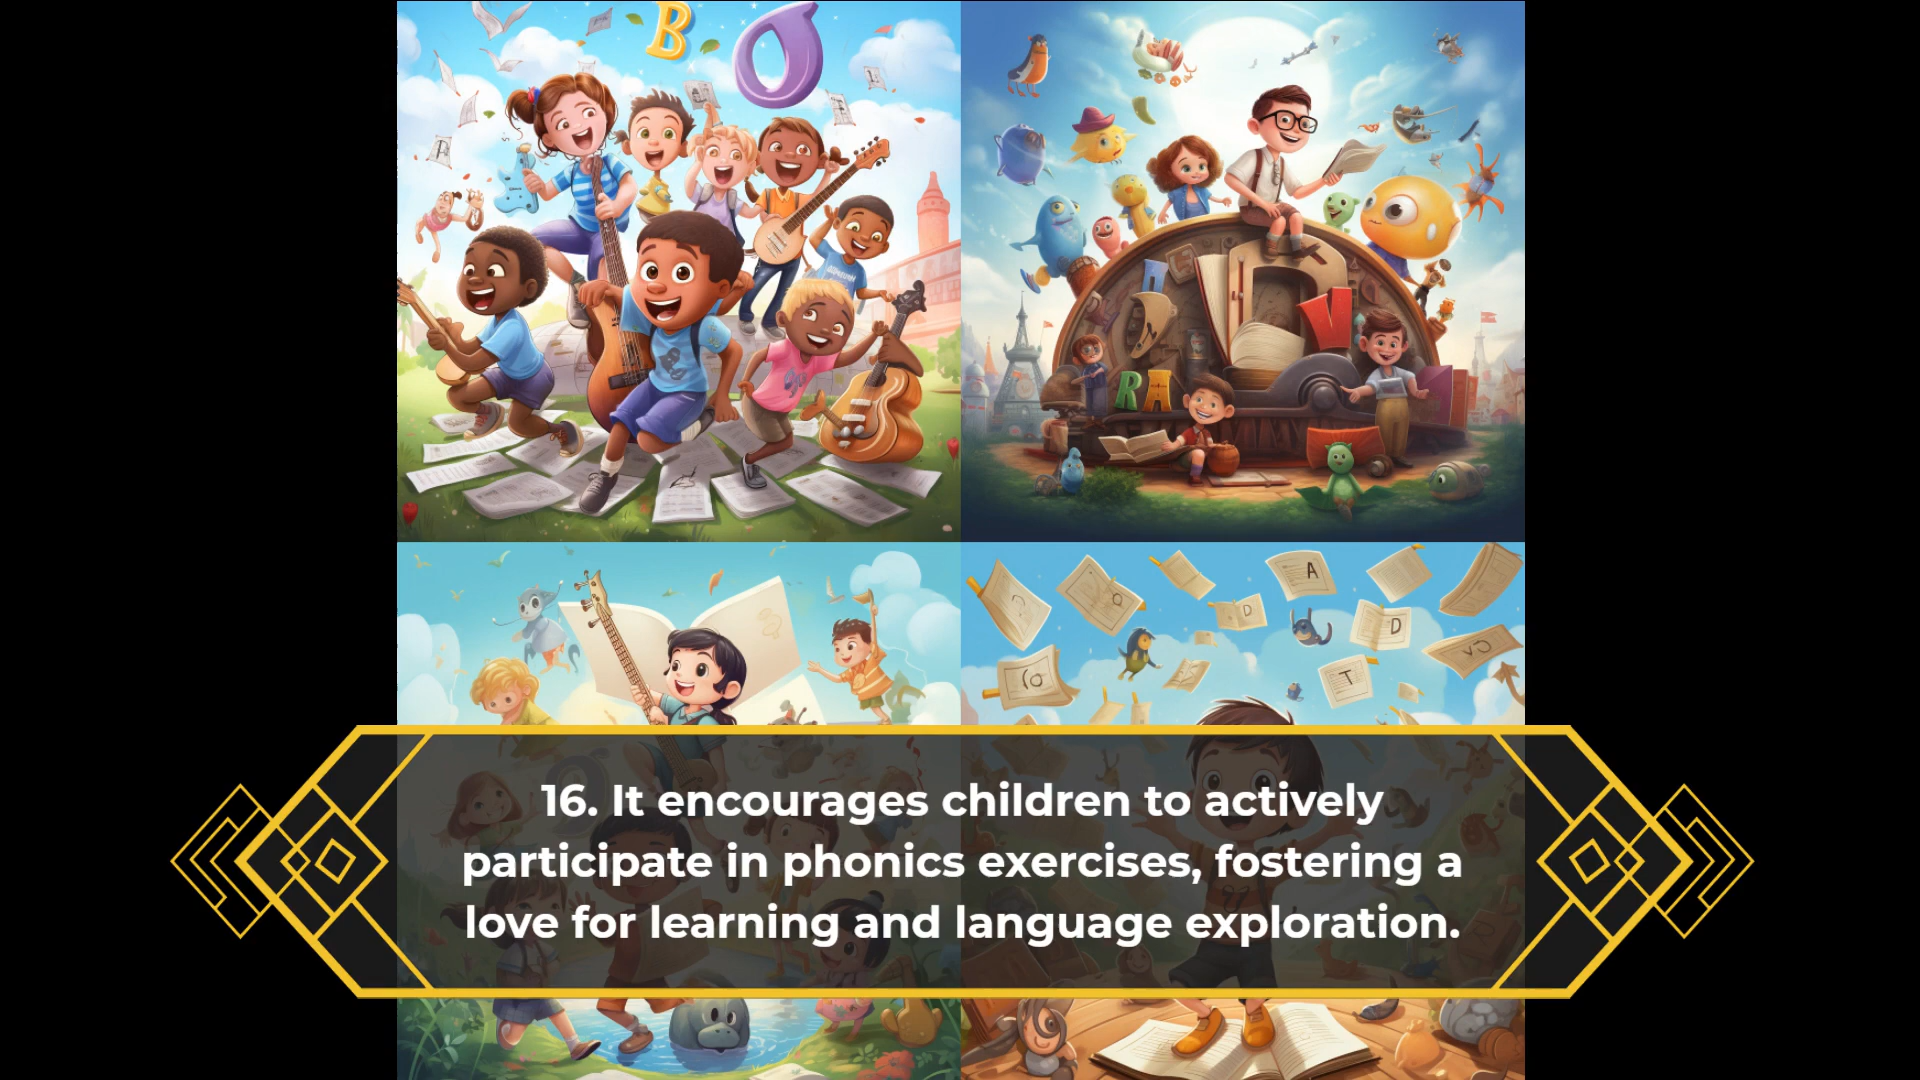 B O
V
R A
A
D
D
T
16. It encourages children to actively
participate in phonics exercises, fostering a
love for learning and language exploration.